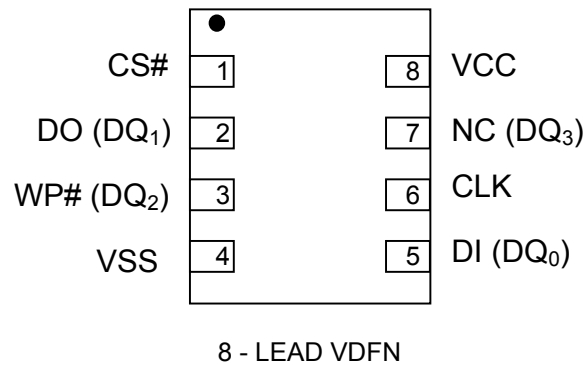 CS# 1 8 VCC
DO (DQ₁) 2 7 NC (DQ₃)
WP# (DQ₂) 3 6 CLK
VSS 4 5 DI (DQ₀)
8 - LEAD VDFN